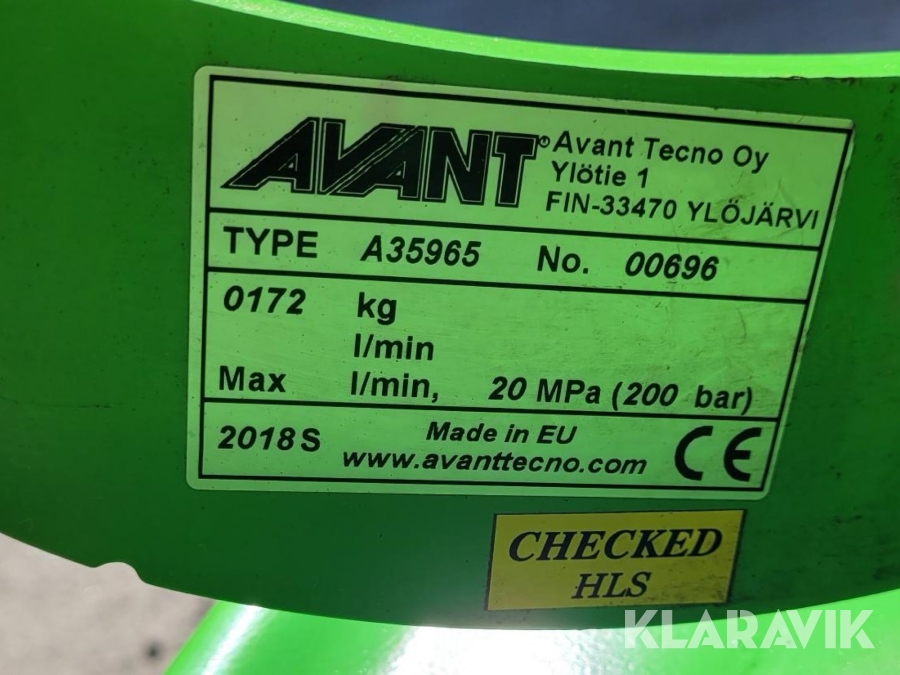 AVANT®
Avant Tecno Oy
Ylötie 1
FIN-33470 YLÖJÄRVI
TYPE A35965 No. 00696
0172 kg
l/min
Max l/min, 20 MPa (200 bar)
2018S Made in EU
www.avanttecno.com
CE
CHECKED
HLS
KLARAVIK